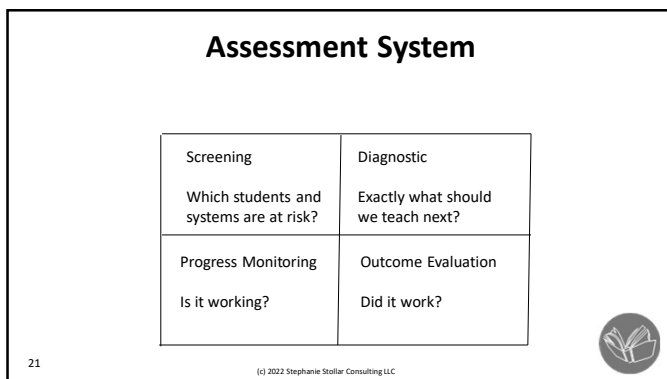 Assessment System
Screening
Which students and
systems are at risk?
Diagnostic
Exactly what should
we teach next?
Progress Monitoring
Is it working?
Outcome Evaluation
Did it work?
21
(c) 2022 Stephanie Stollar Consulting LLC